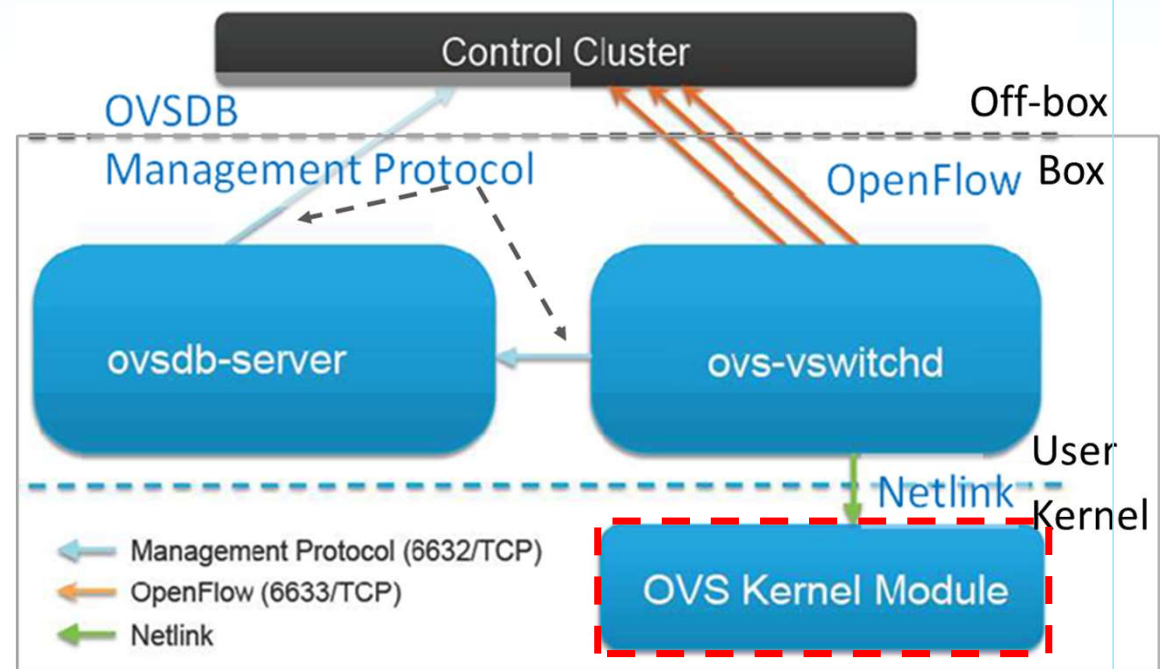 Control Cluster
OVSDB
Off-box
Management Protocol
OpenFlow
Box
ovsdb-server
ovs-vswitchd
User
Netlink
Kernel
Management Protocol (6632/TCP)
OpenFlow (6633/TCP)
Netlink
OVS Kernel Module